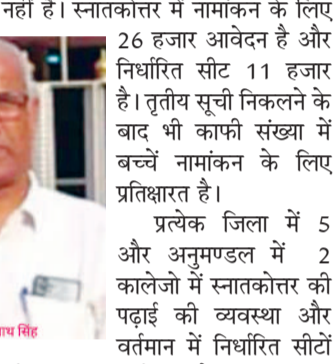 नहीं है। स्नातकोत्तर में नामांकन के लिए
26 हजार आवेदन है और
निर्धारित सीट 11 हजार
है। तृतीय सूची निकलने के
बाद भी काफी संख्या में
बच्चें नामांकन के लिए
प्रतिक्षारत है।
प्रत्येक जिला में 5
और अनुमण्डल में 2
कालेजो में स्नातकोत्तर की
पढ़ाई की व्यवस्था और
वर्तमान में निर्धारित सीटों
सिंह